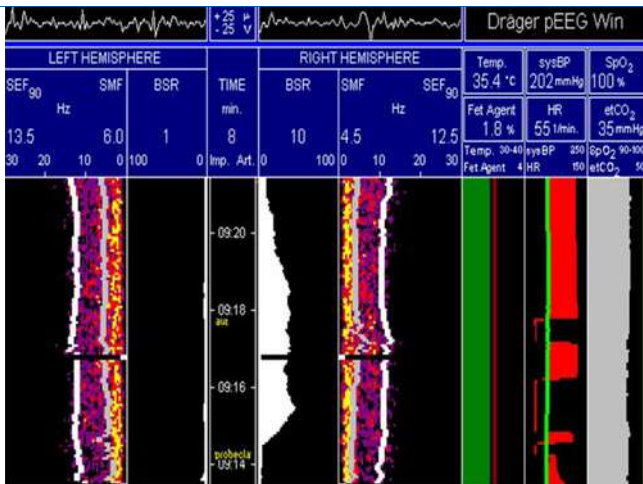 +25 µ
-25 V
Dräger pEEG Win
LEFT HEMISPHERE
RIGHT HEMISPHERE
SEF90 SMF BSR TIME BSR SMF SEF90
Hz min. Hz
13.5 6.0 1 8 10 4.5 12.5
30 20 10 0 100 0 Imp. Art. 0 100 0 10 20 30
Temp. sysBP SpO2
35.4 °C 202 mmHg 100 %
Fet Agent HR etCO2
1.8 % 55 1/min. 35 mmHg
Temp. 30-40 sysBP 250 SpO2 90-100
Fet Agent 4 HR 150 etCO2 50
09:20
09:18
aus
09:16
probecla
09:14